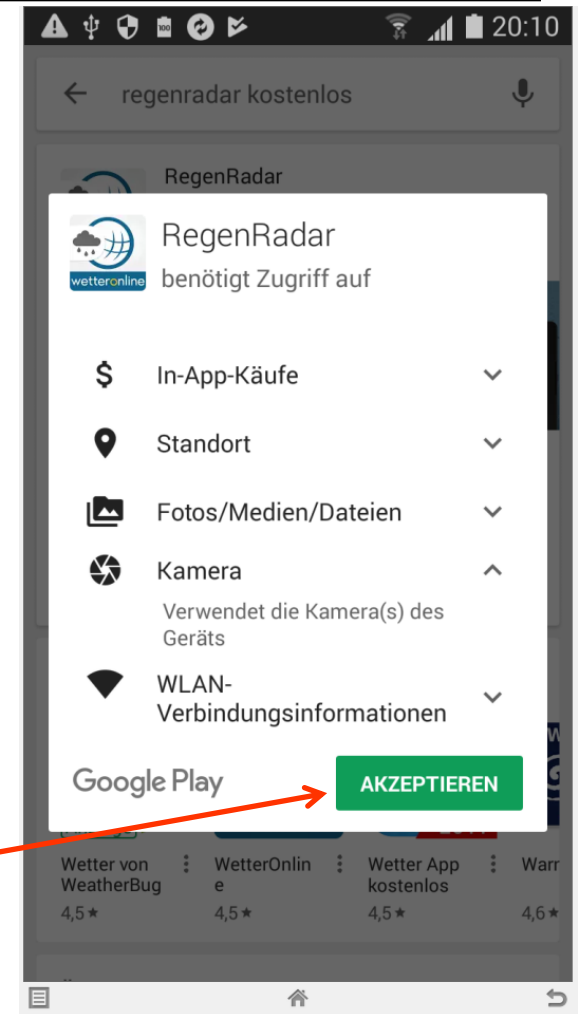 100
20:10
regenradar kostenlos
RegenRadar
RegenRadar
wetteronline
benötigt Zugriff auf
In-App-Käufe
Standort
Fotos/Medien/Dateien
Kamera
Verwendet die Kamera(s) des
Geräts
WLAN-
Verbindungsinformationen
Google Play
AKZEPTIEREN
Wetter von
WeatherBug
4,5★
WetterOnlin
e
4,5★
Wetter App
kostenlos
4,5★
Warr
4,6★